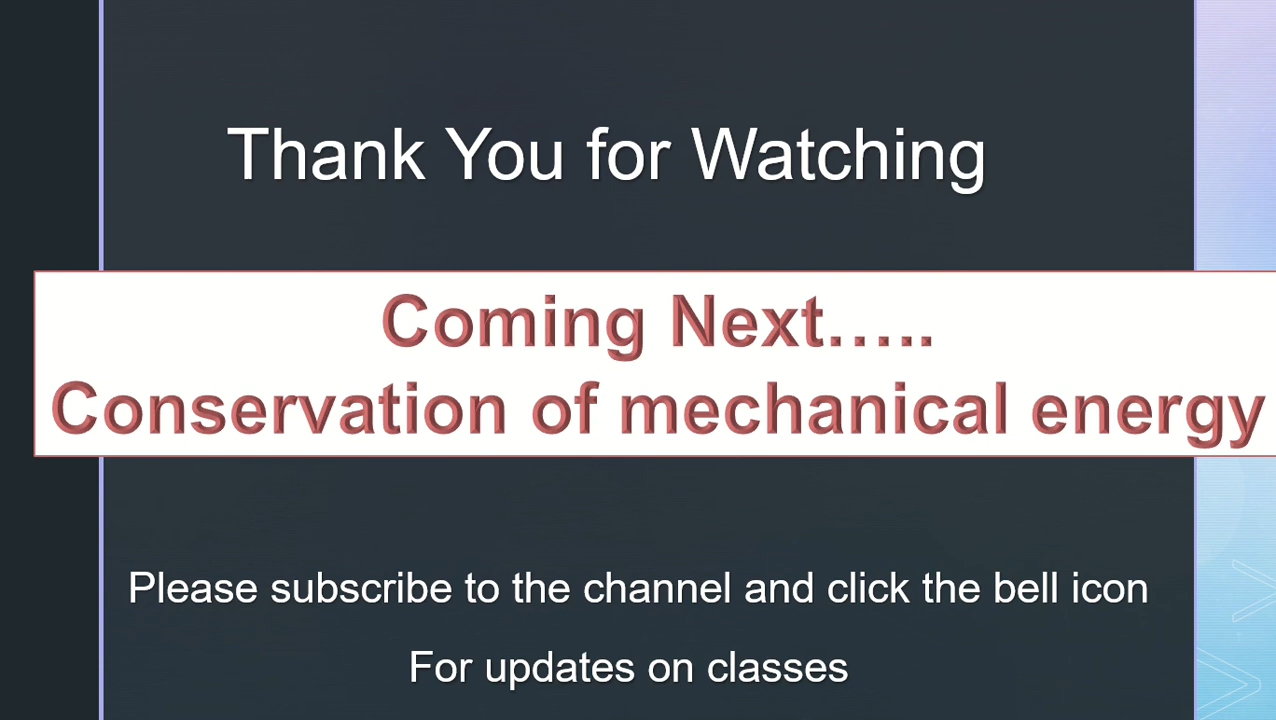 Thank You for Watching
Coming Next…..
Conservation of mechanical energy
Please subscribe to the channel and click the bell icon
For updates on classes